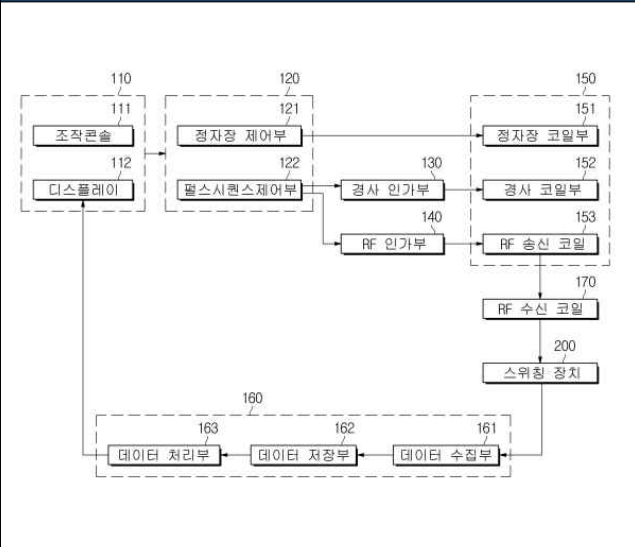 110
120
150
111
121
151
조작콘솔
정자장 제어부
정자장 코일부
112
122
130
152
디스플레이
펄스시퀀스제어부
경사 인가부
경사 코일부
140
153
RF 인가부
RF 송신 코일
170
RF 수신 코일
200
스위칭 장치
160
163
162
161
데이터 처리부
데이터 저장부
데이터 수집부